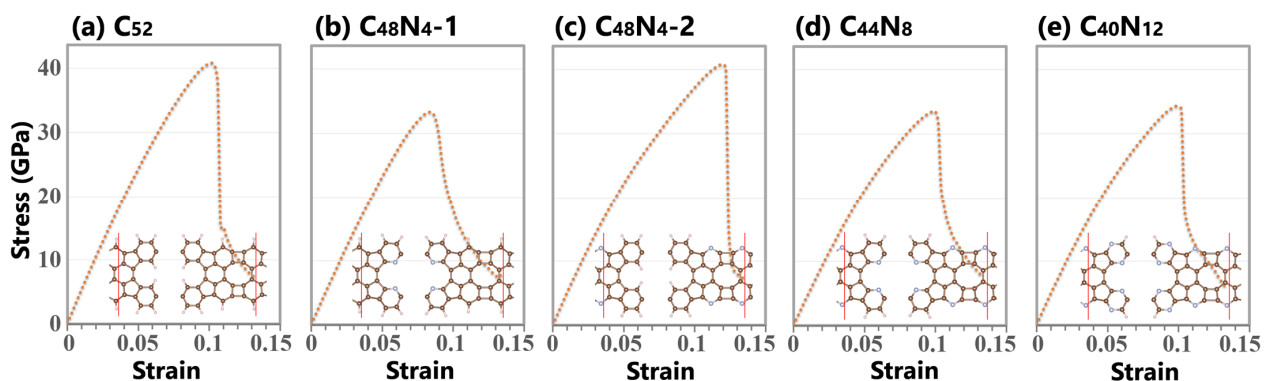 (a) C52 (b) C48N4-1 (c) C48N4-2 (d) C44N8 (e) C40N12
Stress (GPa)
40
30
20
10
0
0 0.05 0.1 0.15 0 0.05 0.1 0.15 0 0.05 0.1 0.15 0 0.05 0.1 0.15 0 0.05 0.1 0.15
Strain Strain Strain Strain Strain